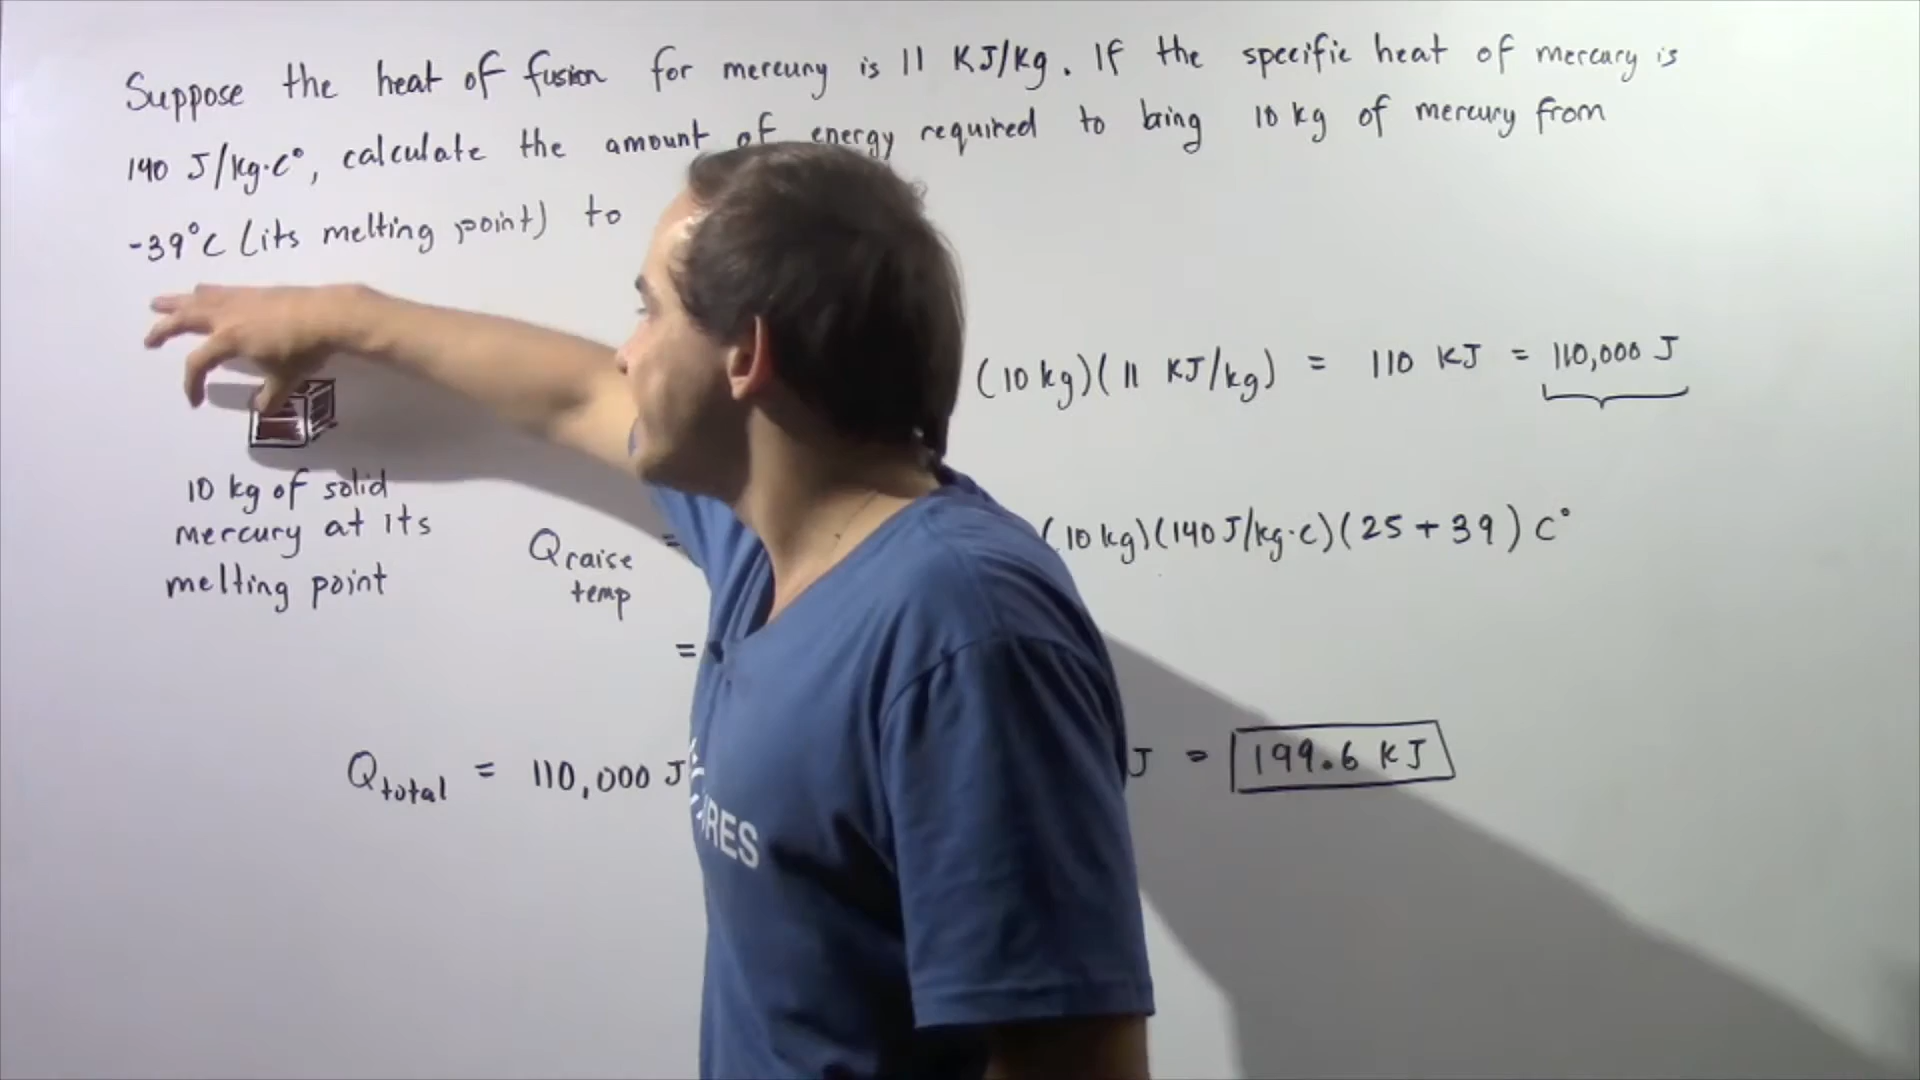 Suppose the heat of fusion for mercury is 11 KJ/kg. If the specific heat of mercury is
140 J/kg·C°, calculate the amount of energy required to bring 10 kg of mercury from
-39°C (its melting point) to
(10 kg)(11 KJ/kg) = 110 KJ = 110,000 J
10 kg of solid
mercury at its
melting point
Qraise temp = (10 kg)(140 J/kg·C)(25 + 39) C°
=
Qtotal = 110,000 J J = 199.6 KJ